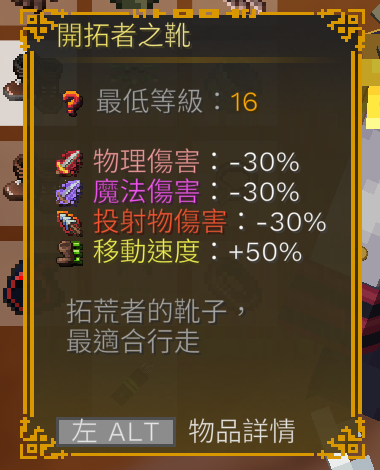 開拓者之靴
最低等級：16
物理傷害：-30%
魔法傷害：-30%
投射物傷害：-30%
移動速度：+50%
拓荒者的靴子，
最適合行走
左 ALT 物品詳情